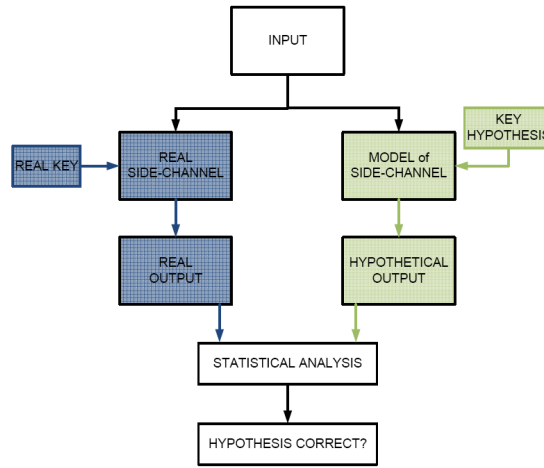 INPUT
REAL KEY
REAL
SIDE-CHANNEL
MODEL of
SIDE-CHANNEL
KEY
HYPOTHESIS
REAL
OUTPUT
HYPOTHETICAL
OUTPUT
STATISTICAL ANALYSIS
HYPOTHESIS CORRECT?